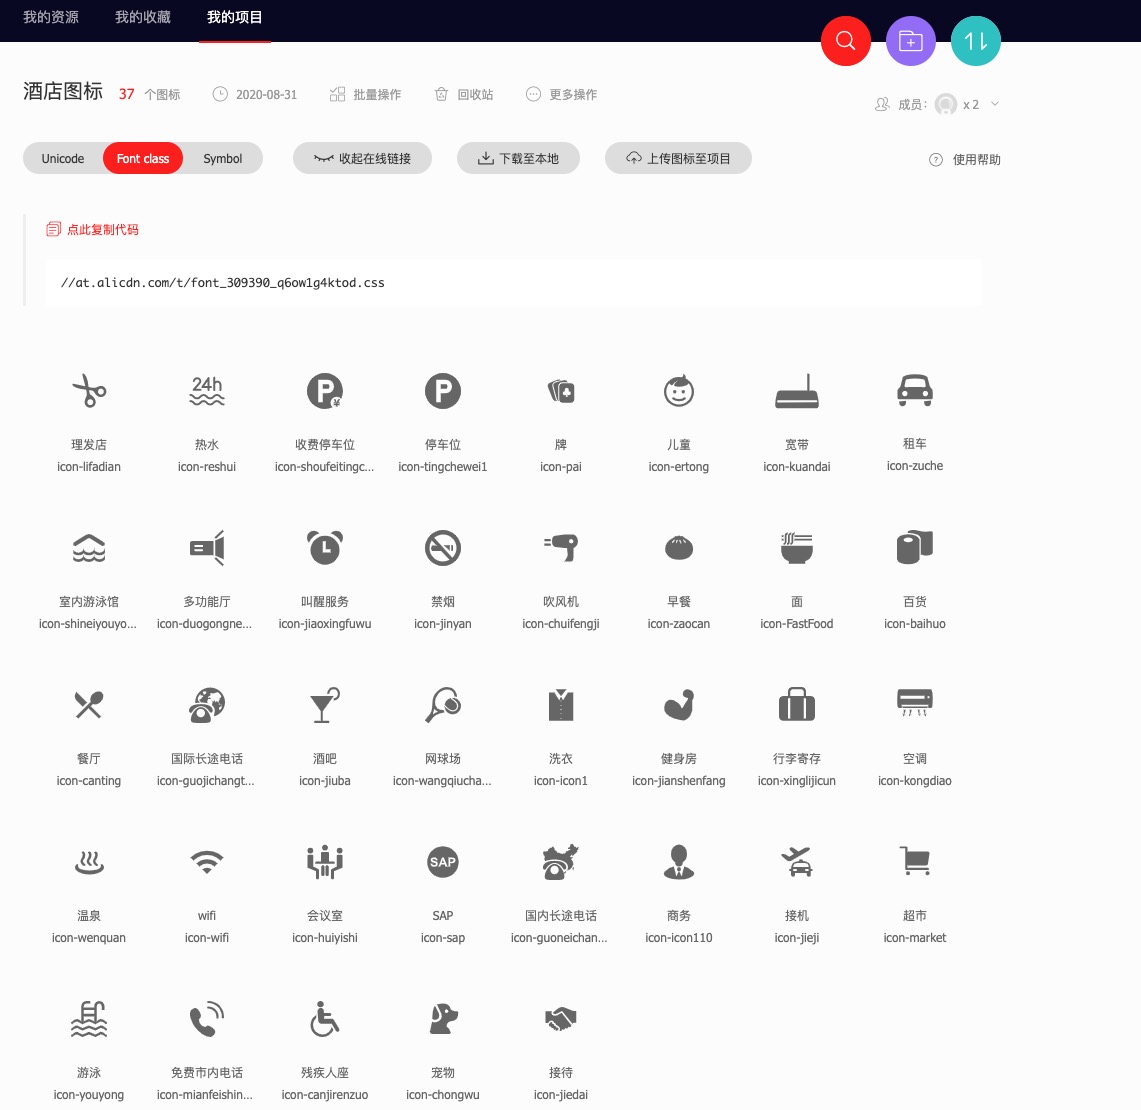 我的资源 我的收藏 我的项目
酒店图标 37 个图标 2020-08-31 批量操作 回收站 更多操作
成员: x 2
Unicode Font class Symbol 收起在线链接 下载至本地 上传图标至项目
使用帮助
点此复制代码
//at.alicdn.com/t/font_309390_q6ow1g4ktod.css
24h P ¥ P
理发店 热水 收费停车位 停车位 牌 儿童 宽带 租车
icon-lifadian icon-reshui icon-shoufeitingc... icon-tingchewei1 icon-pai icon-ertong icon-kuandai icon-zuche
室内游泳馆 多功能厅 叫醒服务 禁烟 吹风机 早餐 面 百货
icon-shineiyouyo... icon-duogongne... icon-jiaoxingfuwu icon-jinyan icon-chuifengji icon-zaocan icon-FastFood icon-baihuo
餐厅 国际长途电话 酒吧 网球场 洗衣 健身房 行李寄存 空调
icon-canting icon-guojichangt... icon-jiuba icon-wangqiucha... icon-icon1 icon-jianshenfang icon-xinglijicun icon-kongdiao
SAP
温泉 wifi 会议室 SAP 国内长途电话 商务 接机 超市
icon-wenquan icon-wifi icon-huiyishi icon-sap icon-guoneichan... icon-icon110 icon-jieji icon-market
游泳 免费市内电话 残疾人座 宠物 接待
icon-youyong icon-mianfeishin... icon-canjirenzuo icon-chongwu icon-jiedai